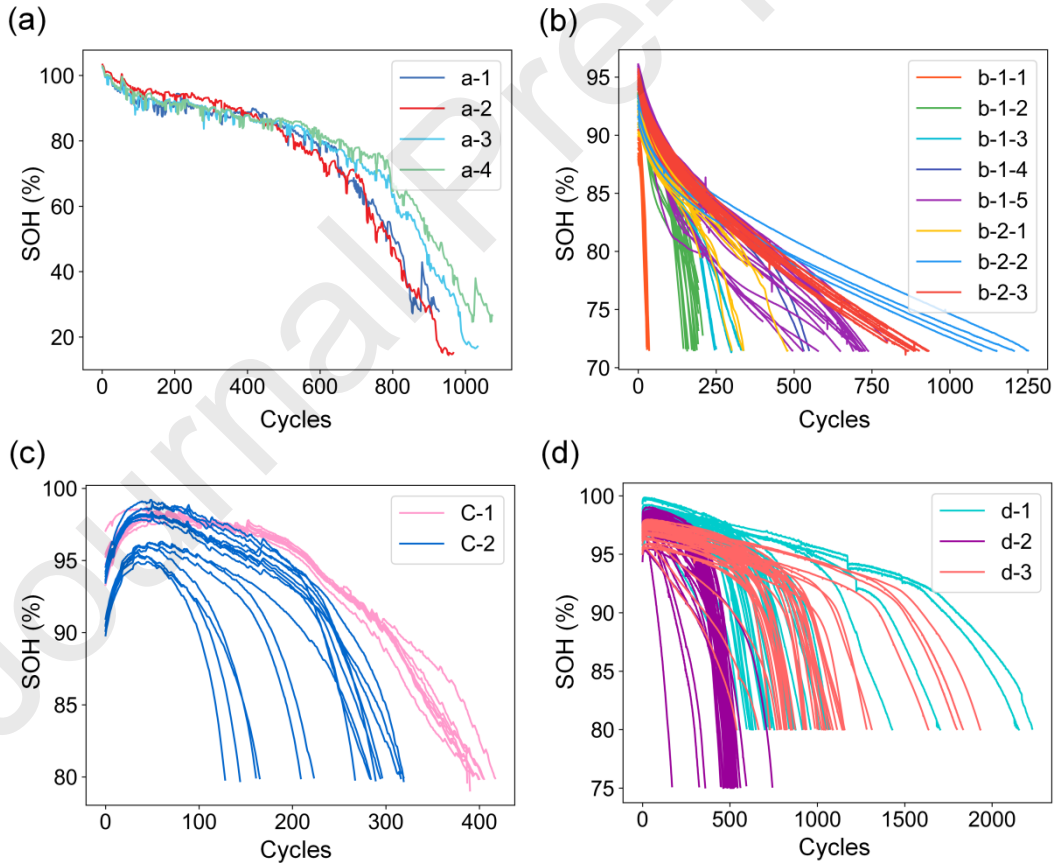 (a)
SOH (%)
100
80
60
40
20
0
200
400
600
800
1000
Cycles
a-1
a-2
a-3
a-4
(b)
SOH (%)
95
90
85
80
75
70
0
250
500
750
1000
1250
Cycles
b-1-1
b-1-2
b-1-3
b-1-4
b-1-5
b-2-1
b-2-2
b-2-3
(c)
SOH (%)
100
95
90
85
80
0
100
200
300
400
Cycles
C-1
C-2
(d)
SOH (%)
100
95
90
85
80
75
0
500
1000
1500
2000
Cycles
d-1
d-2
d-3
Journal Pre-